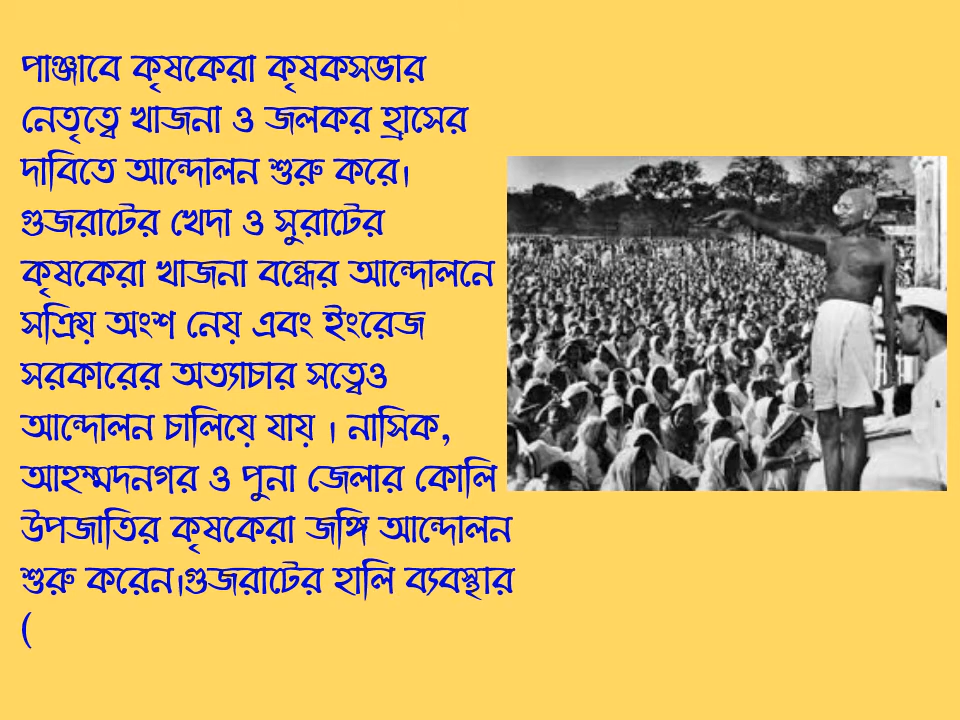 পাঞ্জাবে কৃষকেরা কৃষকসভার
নেতৃত্বে খাজনা ও জলকর হ্রাসের
দাবিতে আন্দোলন শুরু করে।
গুজরাটের খেদা ও সুরাটের
কৃষকেরা খাজনা বন্ধের আন্দোলনে
সক্রিয় অংশ নেয় এবং ইংরেজ
সরকারের অত্যাচার সত্বেও
আন্দোলন চালিয়ে যায় । নাসিক,
আহম্মদনগর ও পুনা জেলার কোলি
উপজাতির কৃষকেরা জঙ্গি আন্দোলন
শুরু করেন।গুজরাটের হালি ব্যবস্থার
(